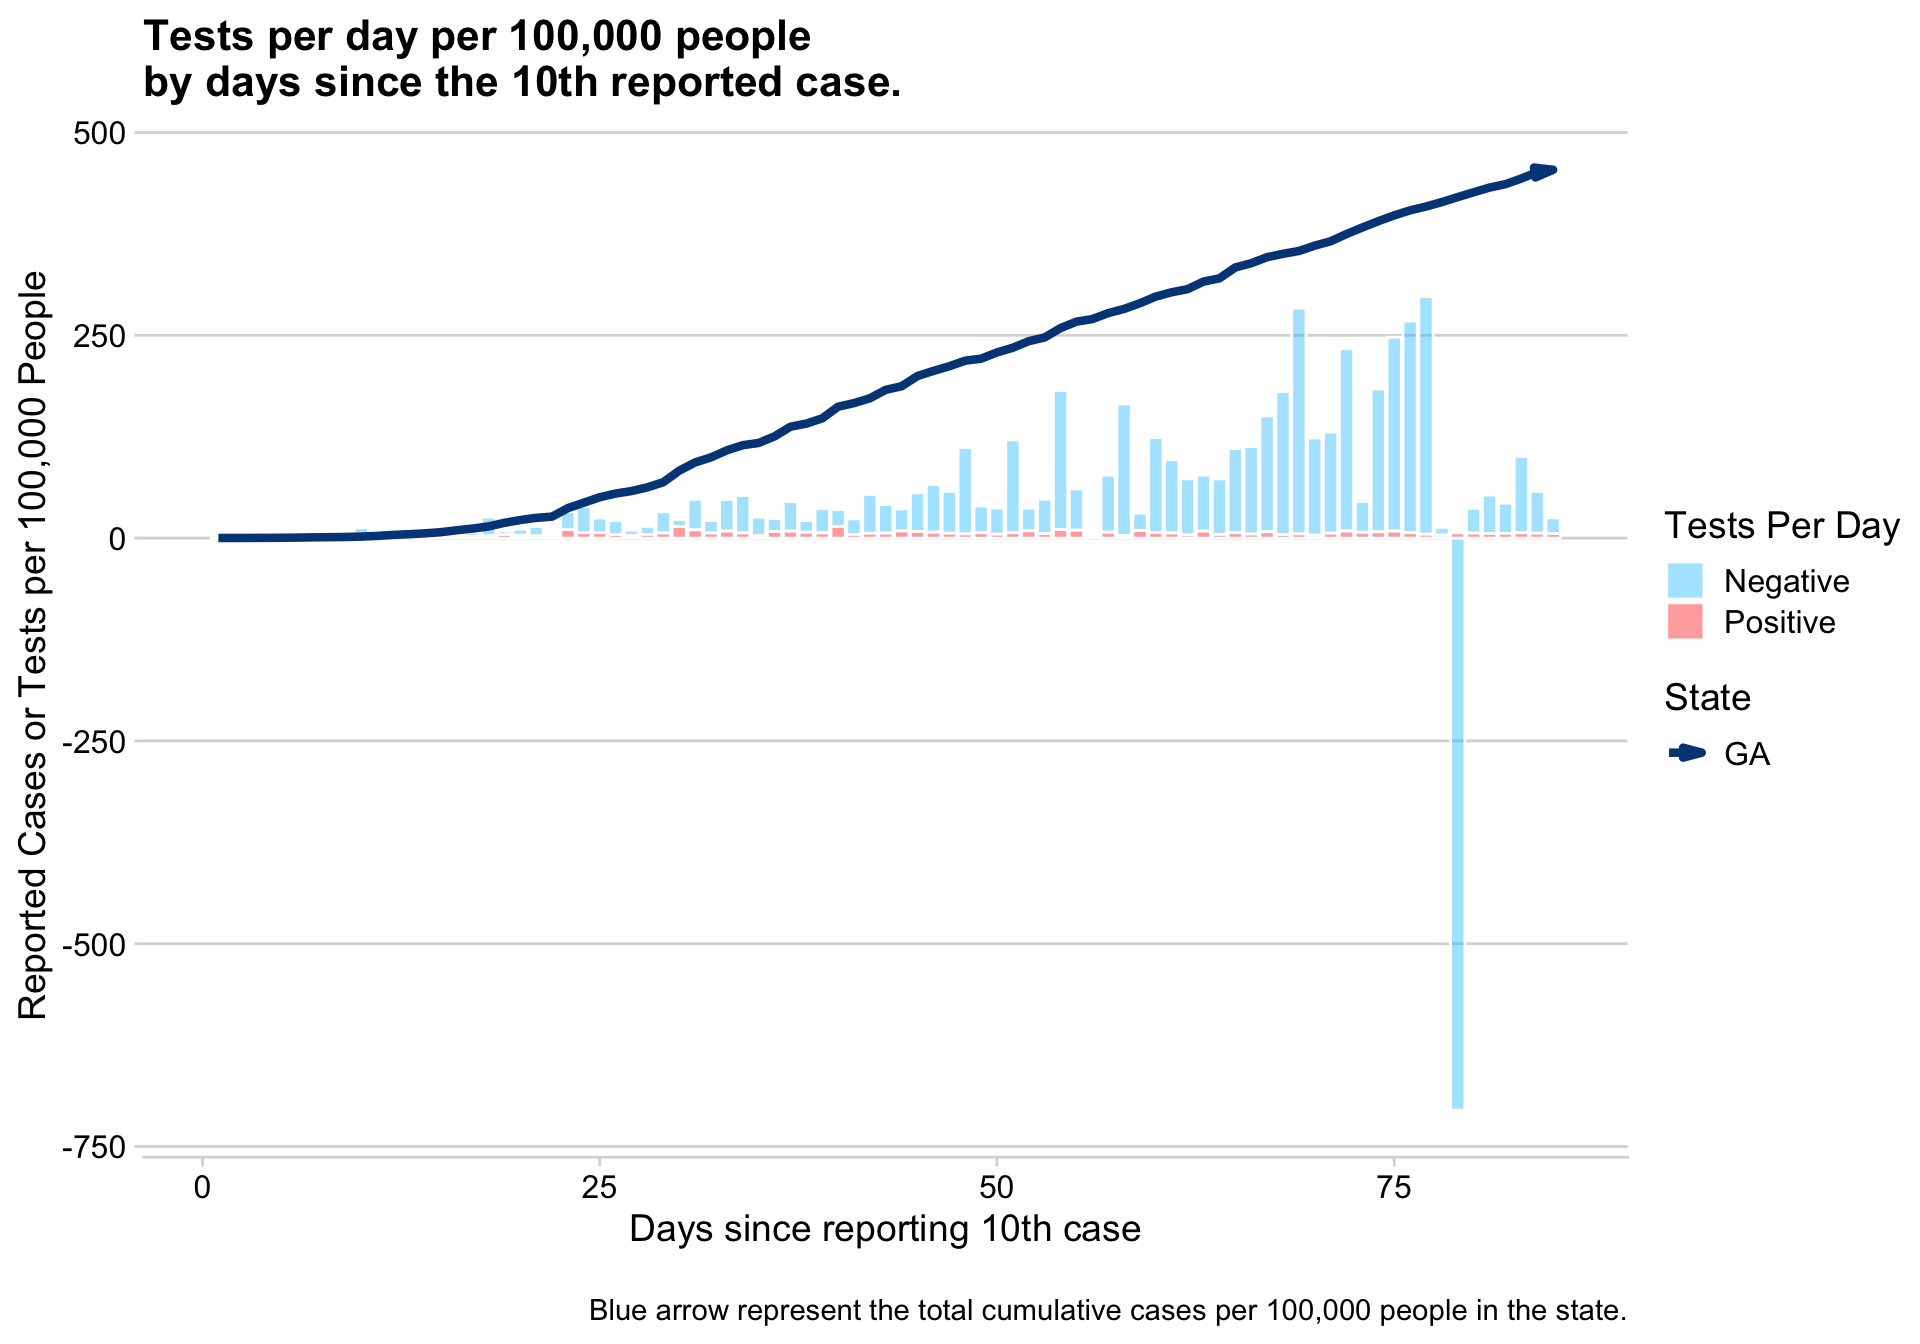 Tests per day per 100,000 people
by days since the 10th reported case.
Reported Cases or Tests per 100,000 People
500
250
0
-250
-500
-750
0
25
50
75
Days since reporting 10th case
Tests Per Day
Negative
Positive
State
GA
Blue arrow represent the total cumulative cases per 100,000 people in the state.